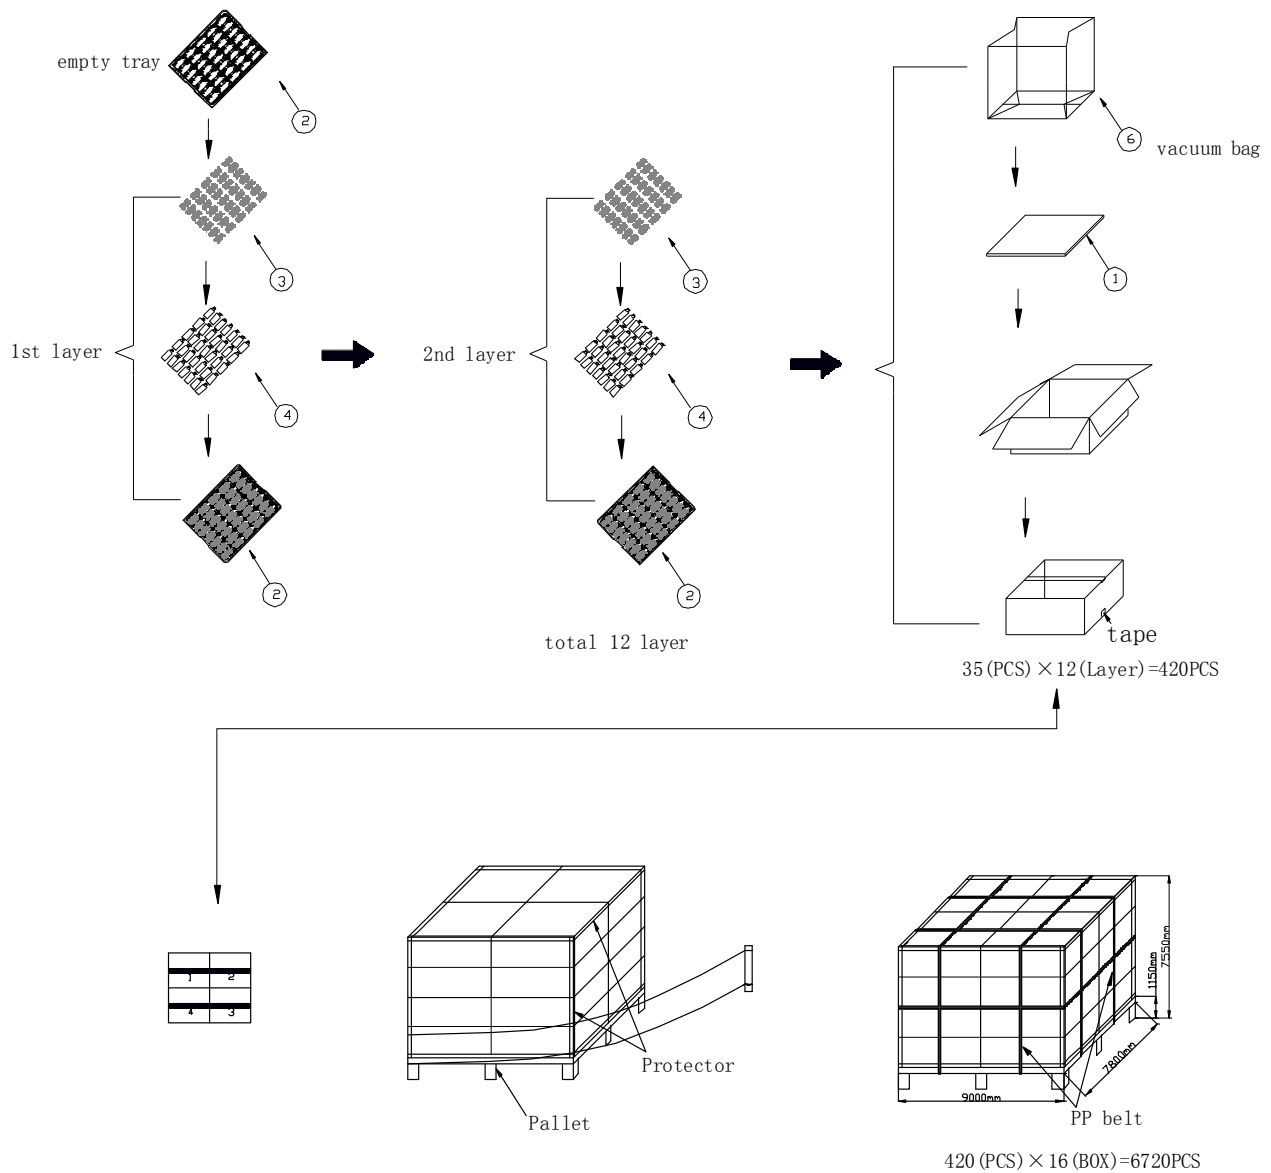 empty tray
2
3
1st layer
4
2
3
2nd layer
4
2
total 12 layer
6
vacuum bag
1
tape
35(PCS)×12(Layer)=420PCS
1 2
4 3
Protector
Pallet
7550mm
1150mm
7800mm
9000mm
PP belt
420(PCS)×16(BOX)=6720PCS